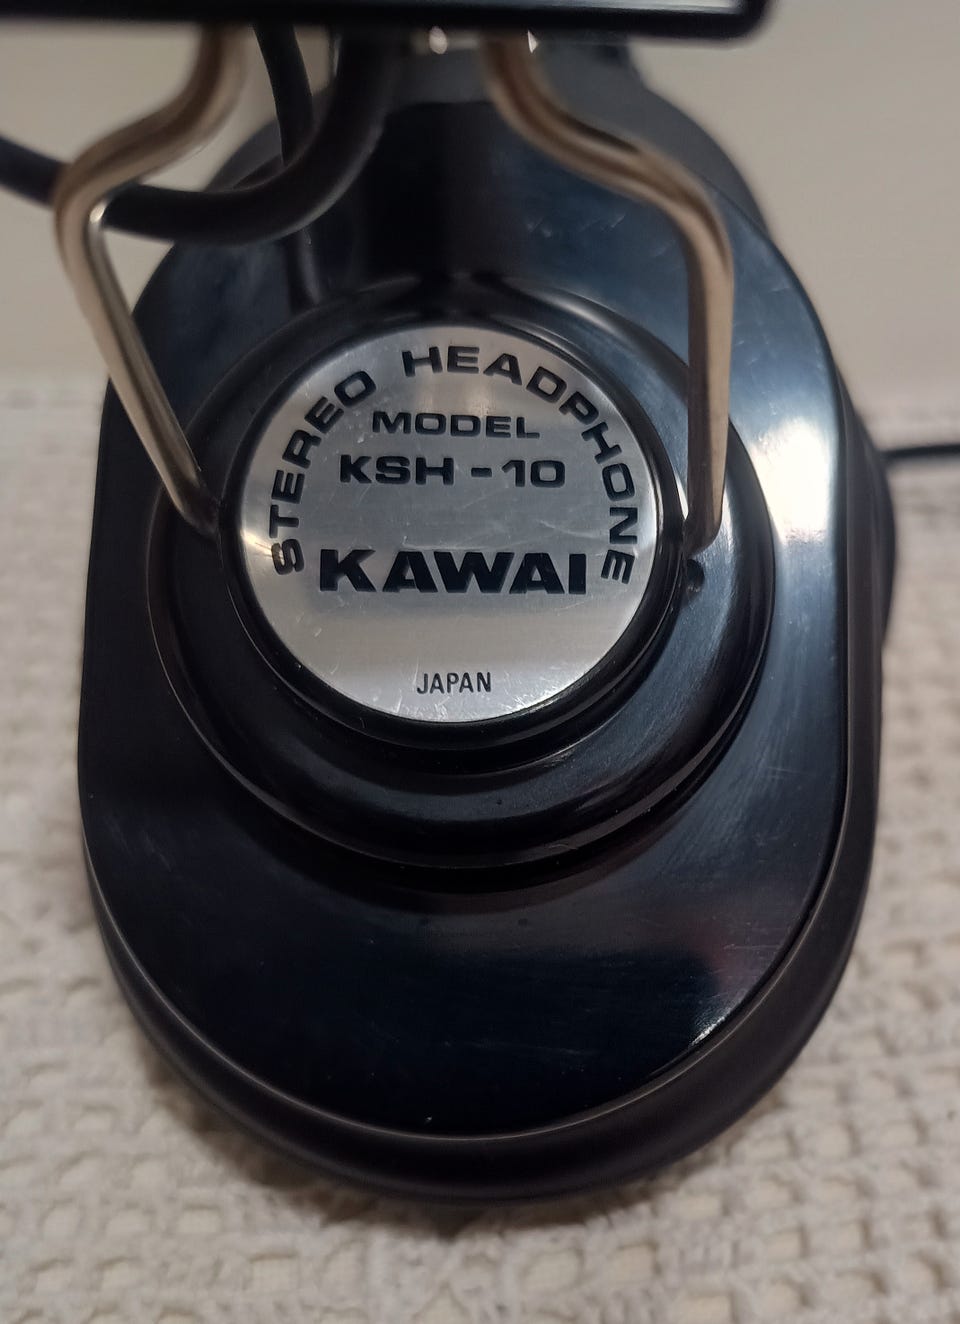 STEREO HEADPHONE
MODEL
KSH-10
KAWAI
JAPAN